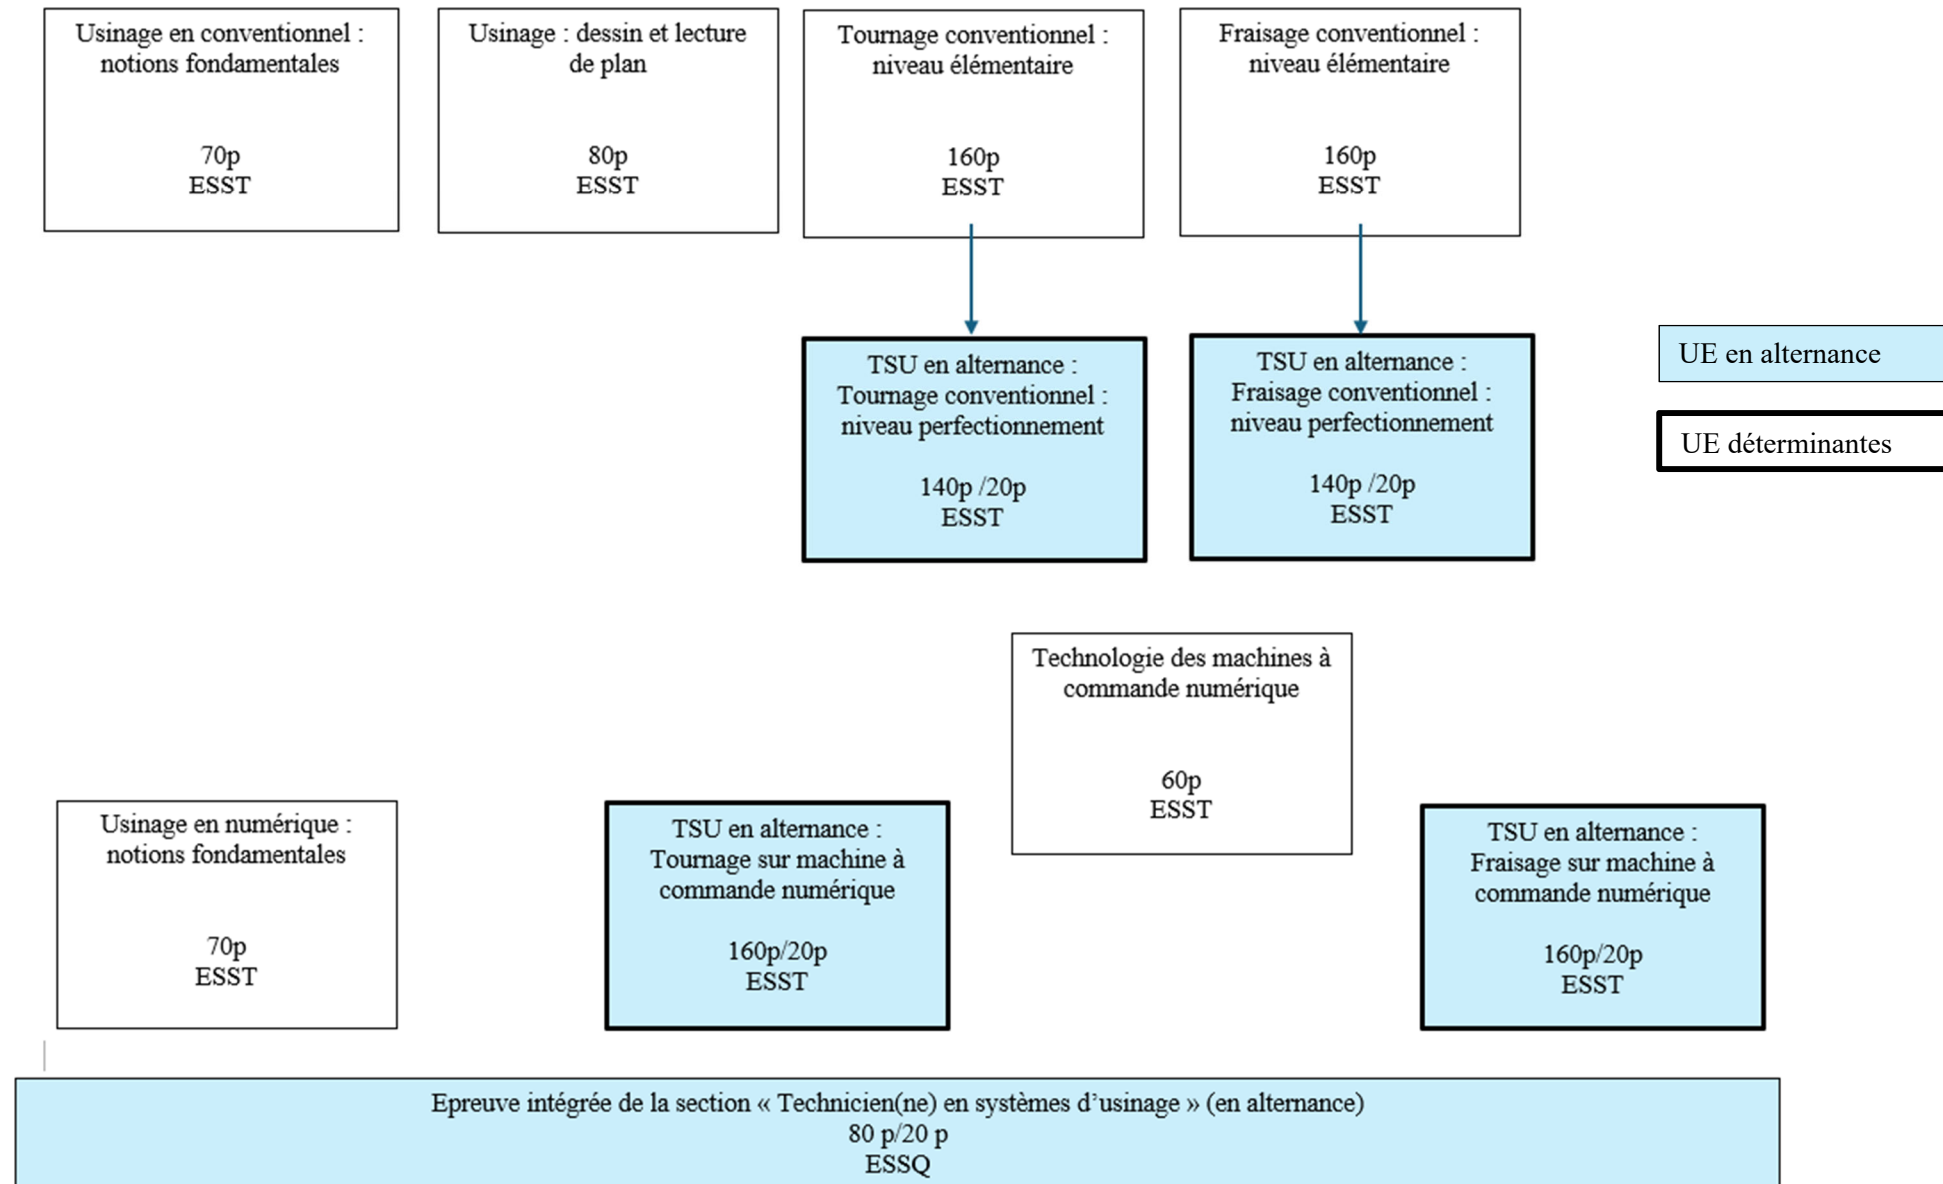 Usinage en conventionnel :
notions fondamentales
70p
ESST
Usinage : dessin et lecture
de plan
80p
ESST
Tournage conventionnel :
niveau élémentaire
160p
ESST
Fraisage conventionnel :
niveau élémentaire
160p
ESST
TSU en alternance :
Tournage conventionnel :
niveau perfectionnement
140p /20p
ESST
TSU en alternance :
Fraisage conventionnel :
niveau perfectionnement
140p /20p
ESST
UE en alternance
UE déterminantes
Technologie des machines à
commande numérique
60p
ESST
Usinage en numérique :
notions fondamentales
70p
ESST
TSU en alternance :
Tournage sur machine à
commande numérique
160p/20p
ESST
TSU en alternance :
Fraisage sur machine à
commande numérique
160p/20p
ESST
Epreuve intégrée de la section « Technicien(ne) en systèmes d’usinage » (en alternance)
80 p/20 p
ESSQ